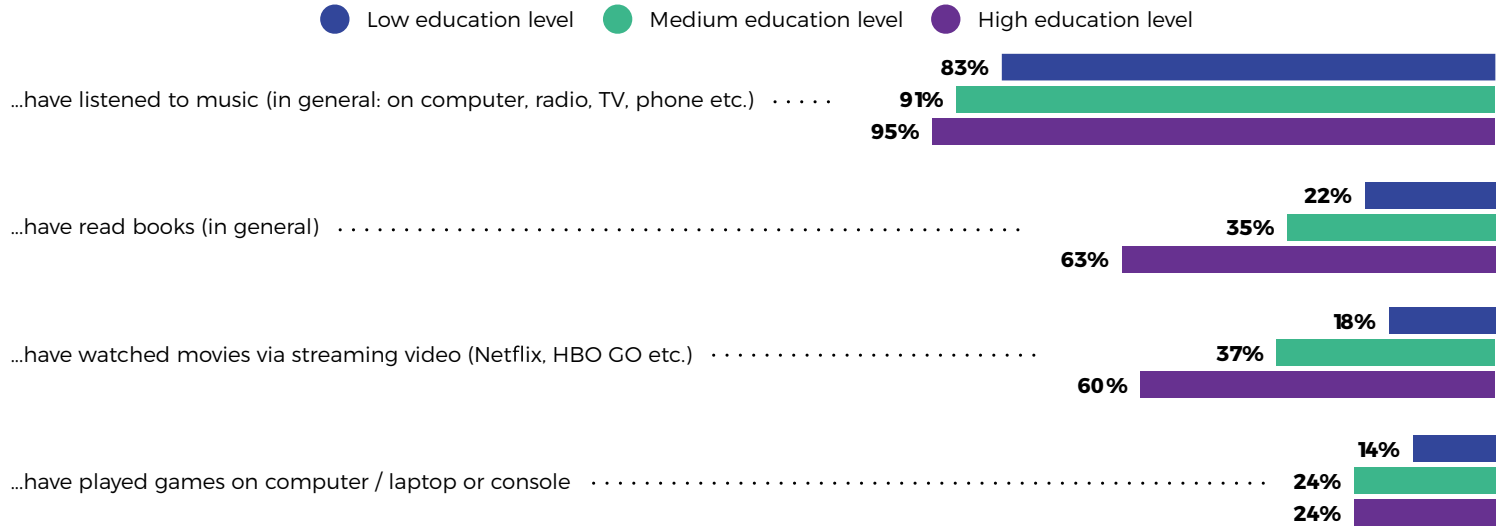 Low education level Medium education level High education level
83%
...have listened to music (in general: on computer, radio, TV, phone etc.) 91%
95%
22%
...have read books (in general) 35%
63%
18%
...have watched movies via streaming video (Netflix, HBO GO etc.) 37%
60%
14%
...have played games on computer / laptop or console 24%
24%